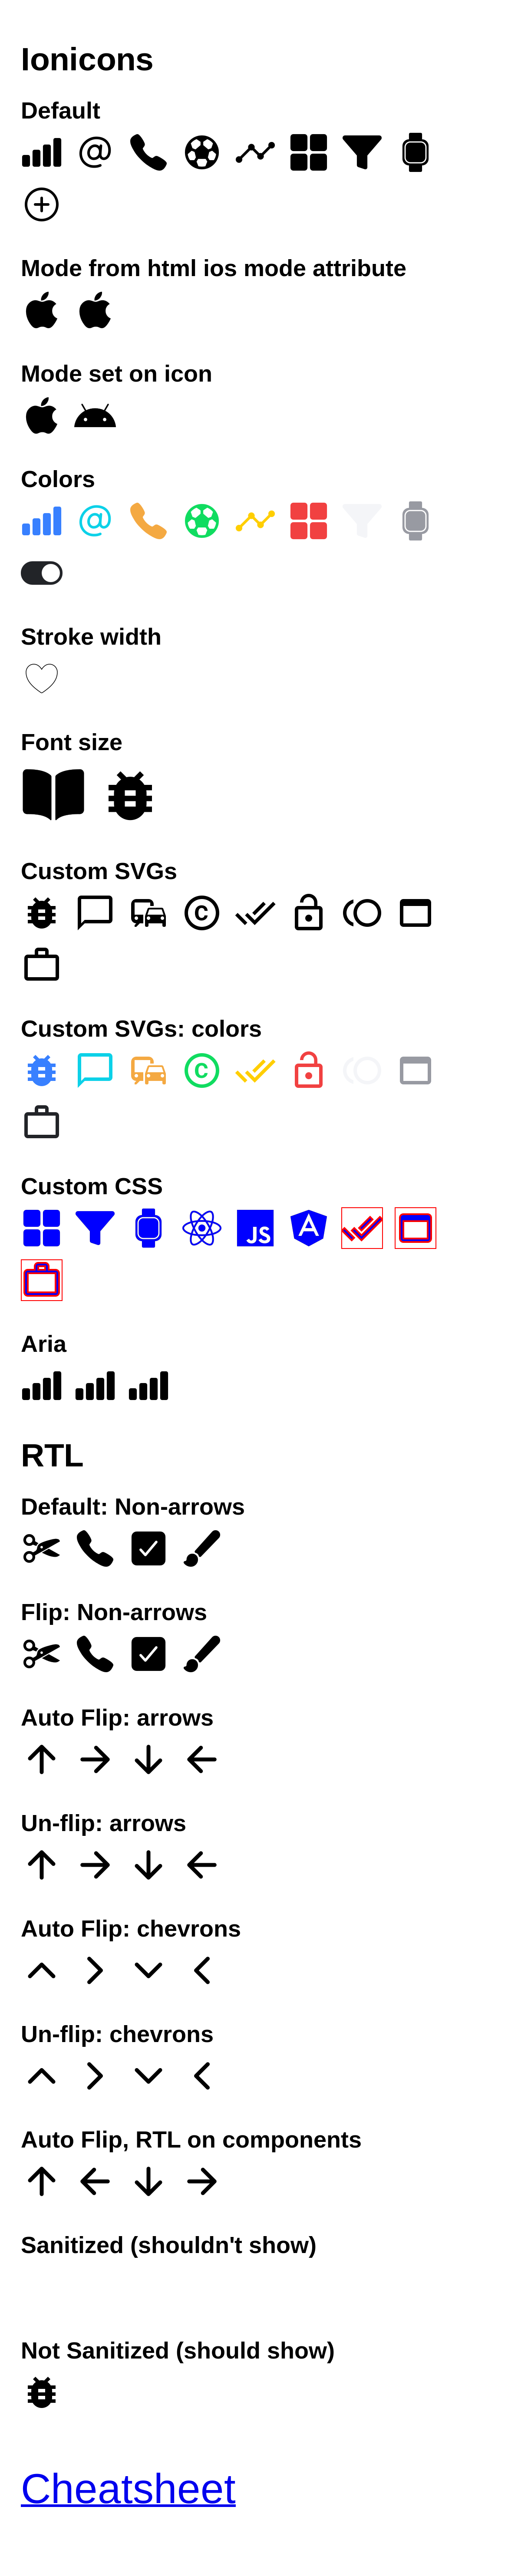 Ionicons
Default
Mode from html ios mode attribute
Mode set on icon
Colors
Stroke width
Font size
Custom SVGs
Custom SVGs: colors
Custom CSS
JS
Aria
RTL
Default: Non-arrows
Flip: Non-arrows
Auto Flip: arrows
Un-flip: arrows
Auto Flip: chevrons
Un-flip: chevrons
Auto Flip, RTL on components
Sanitized (shouldn't show)
Not Sanitized (should show)
Cheatsheet